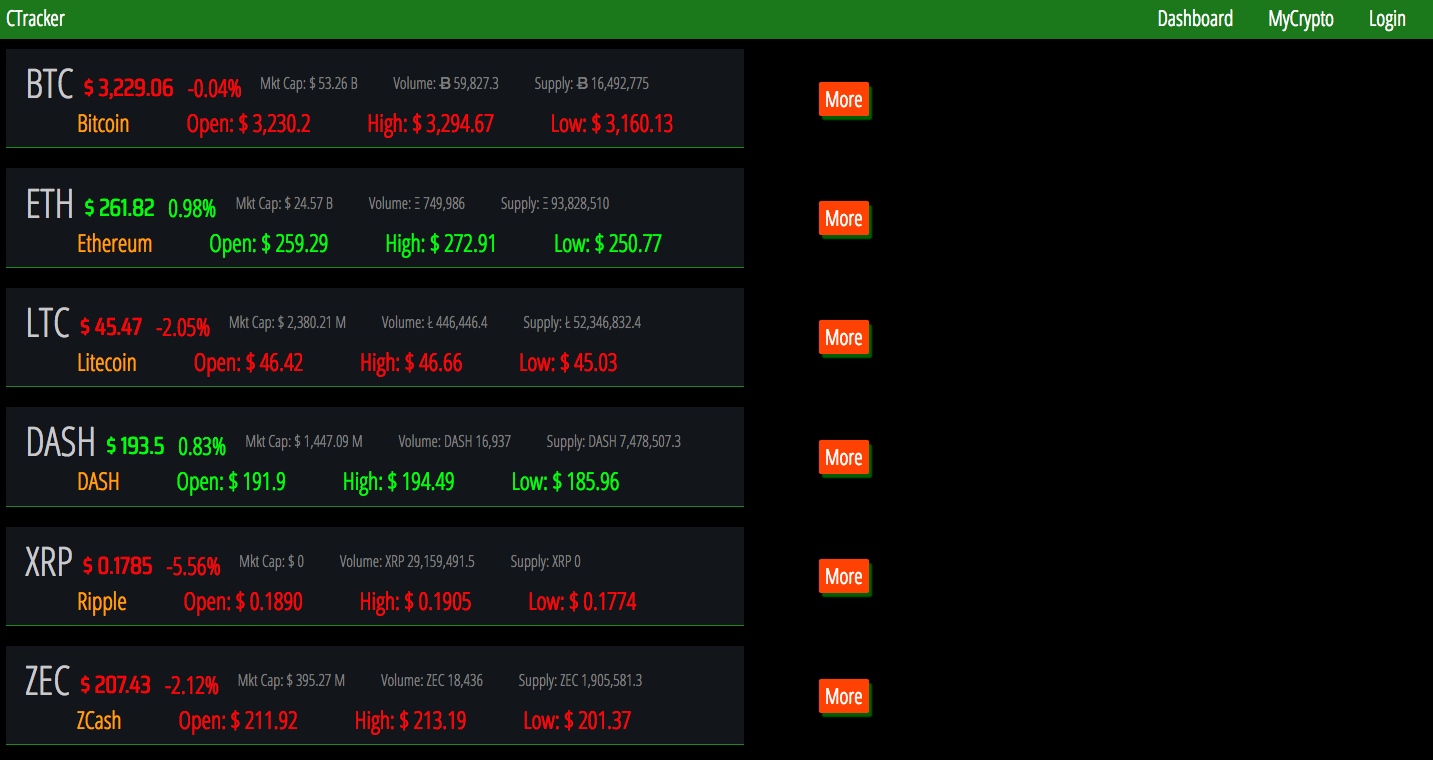 CTracker Dashboard MyCrypto Login
BTC $ 3,229.06 -0.04% Mkt Cap: $ 53.26 B Volume: Ƀ 59,827.3 Supply: Ƀ 16,492,775
More
Bitcoin Open: $ 3,230.2 High: $ 3,294.67 Low: $ 3,160.13
ETH $ 261.82 0.98% Mkt Cap: $ 24.57 B Volume: Ξ 749,986 Supply: Ξ 93,828,510
More
Ethereum Open: $ 259.29 High: $ 272.91 Low: $ 250.77
LTC $ 45.47 -2.05% Mkt Cap: $ 2,380.21 M Volume: Ł 446,446.4 Supply: Ł 52,346,832.4
More
Litecoin Open: $ 46.42 High: $ 46.66 Low: $ 45.03
DASH $ 193.5 0.83% Mkt Cap: $ 1,447.09 M Volume: DASH 16,937 Supply: DASH 7,478,507.3
More
DASH Open: $ 191.9 High: $ 194.49 Low: $ 185.96
XRP $ 0.1785 -5.56% Mkt Cap: $ 0 Volume: XRP 29,159,491.5 Supply: XRP 0
More
Ripple Open: $ 0.1890 High: $ 0.1905 Low: $ 0.1774
ZEC $ 207.43 -2.12% Mkt Cap: $ 395.27 M Volume: ZEC 18,436 Supply: ZEC 1,905,581.3
More
ZCash Open: $ 211.92 High: $ 213.19 Low: $ 201.37